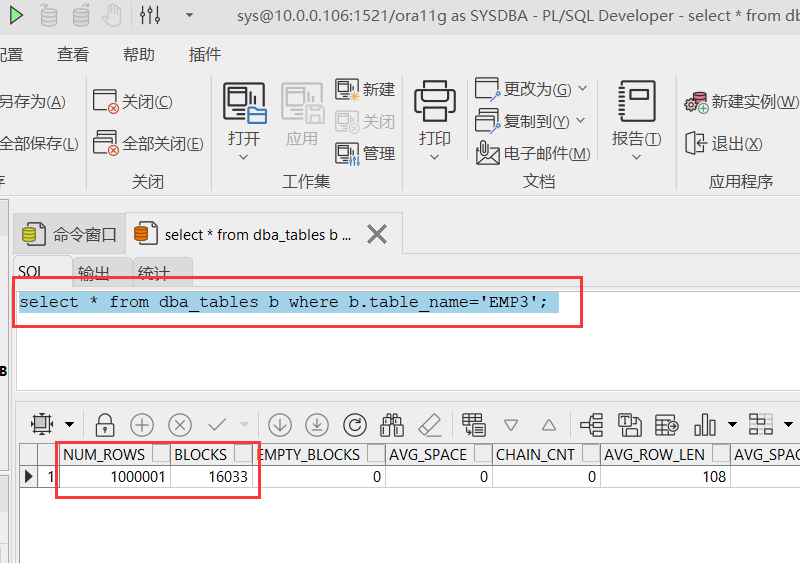 sys@10.0.0.106:1521/ora11g as SYSDBA - PL/SQL Developer - select * from db
配置 查看 帮助 插件
另存为(A) 关闭(C) 新建 更改为(G) 新建实例(W)
打开 应用 关闭 打印 复制到(Y) 报告(T)
全部保存(L) 全部关闭(E) 管理 电子邮件(M) 退出(X)
关闭 工作集 文档 应用程序
命令窗口 select * from dba_tables b ...
SQL 输出 统计
select * from dba_tables b where b.table_name='EMP3';
B
NUM_ROWS BLOCKS EMPTY_BLOCKS AVG_SPACE CHAIN_CNT AVG_ROW_LEN AVG_SPAC
1 1000001 16033 0 0 0 108